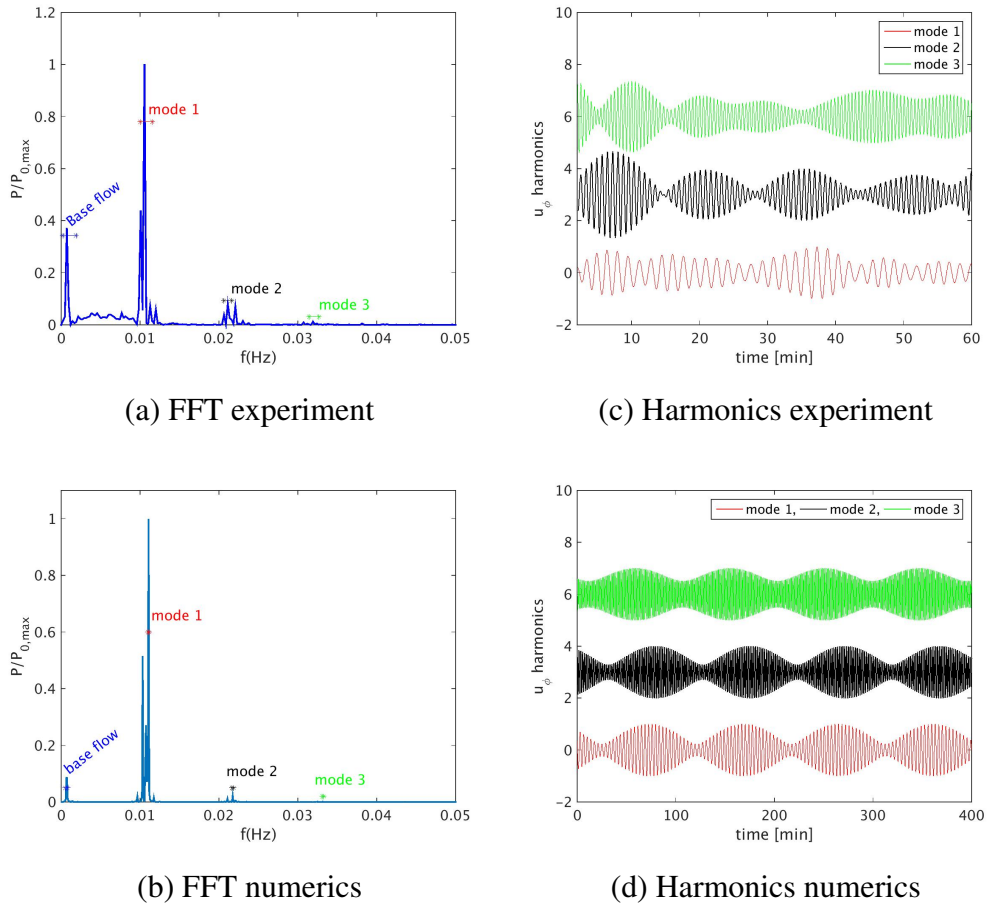 1.2
1
0.8
0.6
0.4
0.2
0
P/P0,max
Base flow
mode 1
mode 2
mode 3
0 0.01 0.02 0.03 0.04 0.05
f(Hz)
(a) FFT experiment
10
8
6
4
2
0
-2
uϕ harmonics
mode 1
mode 2
mode 3
10 20 30 40 50 60
time [min]
(c) Harmonics experiment
1
0.8
0.6
0.4
0.2
0
P/P0,max
base flow
mode 1
mode 2
mode 3
0 0.01 0.02 0.03 0.04 0.05
f(Hz)
(b) FFT numerics
10
8
6
4
2
0
-2
uϕ harmonics
mode 1, mode 2, mode 3
0 100 200 300 400
time [min]
(d) Harmonics numerics